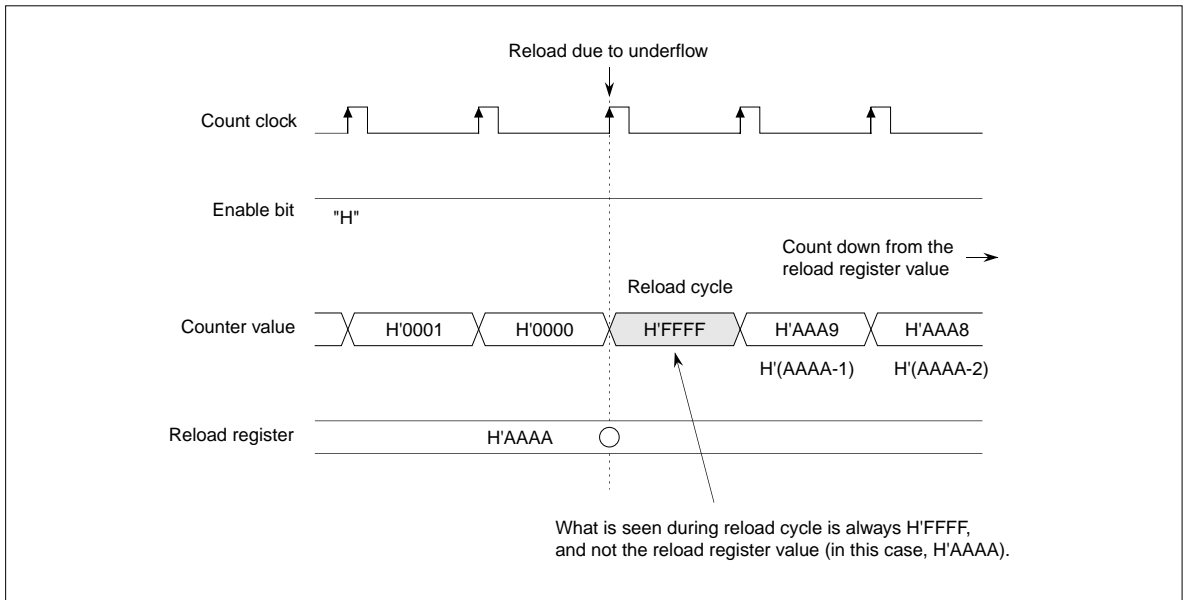 Reload due to underflow
Count clock
Enable bit
"H"
Count down from the
reload register value
Reload cycle
Counter value
H'0001
H'0000
H'FFFF
H'AAA9
H'AAA8
H'(AAAA-1)
H'(AAAA-2)
Reload register
H'AAAA
What is seen during reload cycle is always H'FFFF,
and not the reload register value (in this case, H'AAAA).